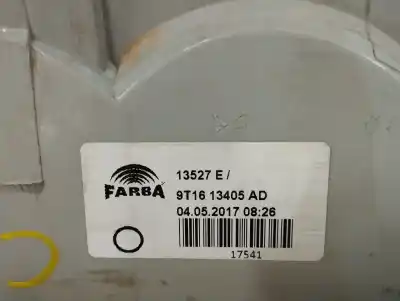 FARBA
13527 E/
9T16 13405 AD
04.05.2017 08:26
17541